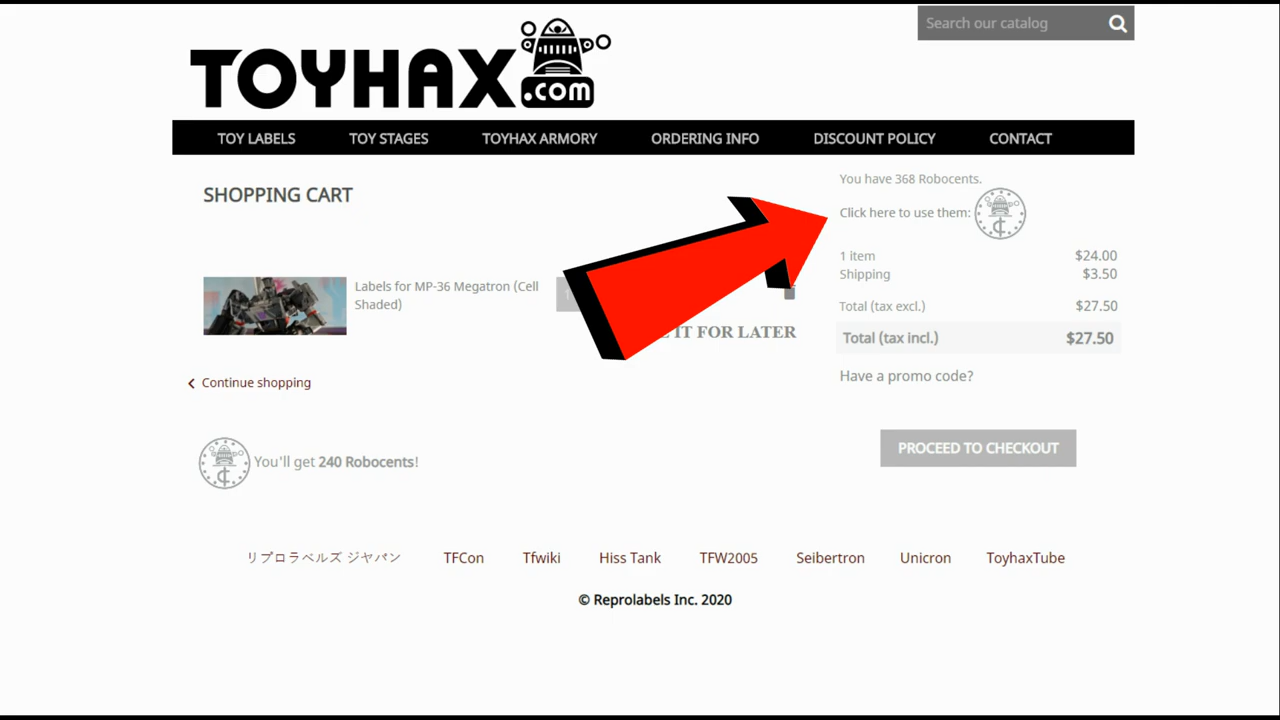 Search our catalog
TOYHAX
.com
TOY LABELS TOY STAGES TOYHAX ARMORY ORDERING INFO DISCOUNT POLICY CONTACT
SHOPPING CART
Labels for MP-36 Megatron (Cell
Shaded)
IT FOR LATER
Continue shopping
You'll get 240 Robocents!
You have 368 Robocents.
Click here to use them:
1 item $24.00
Shipping $3.50
Total (tax excl.) $27.50
Total (tax incl.) $27.50
Have a promo code?
PROCEED TO CHECKOUT
リプロラベルズ ジヤパン TFCon Tfwiki Hiss Tank TFW2005 Seibertron Unicron ToyhaxTube
© Reprolabels Inc. 2020